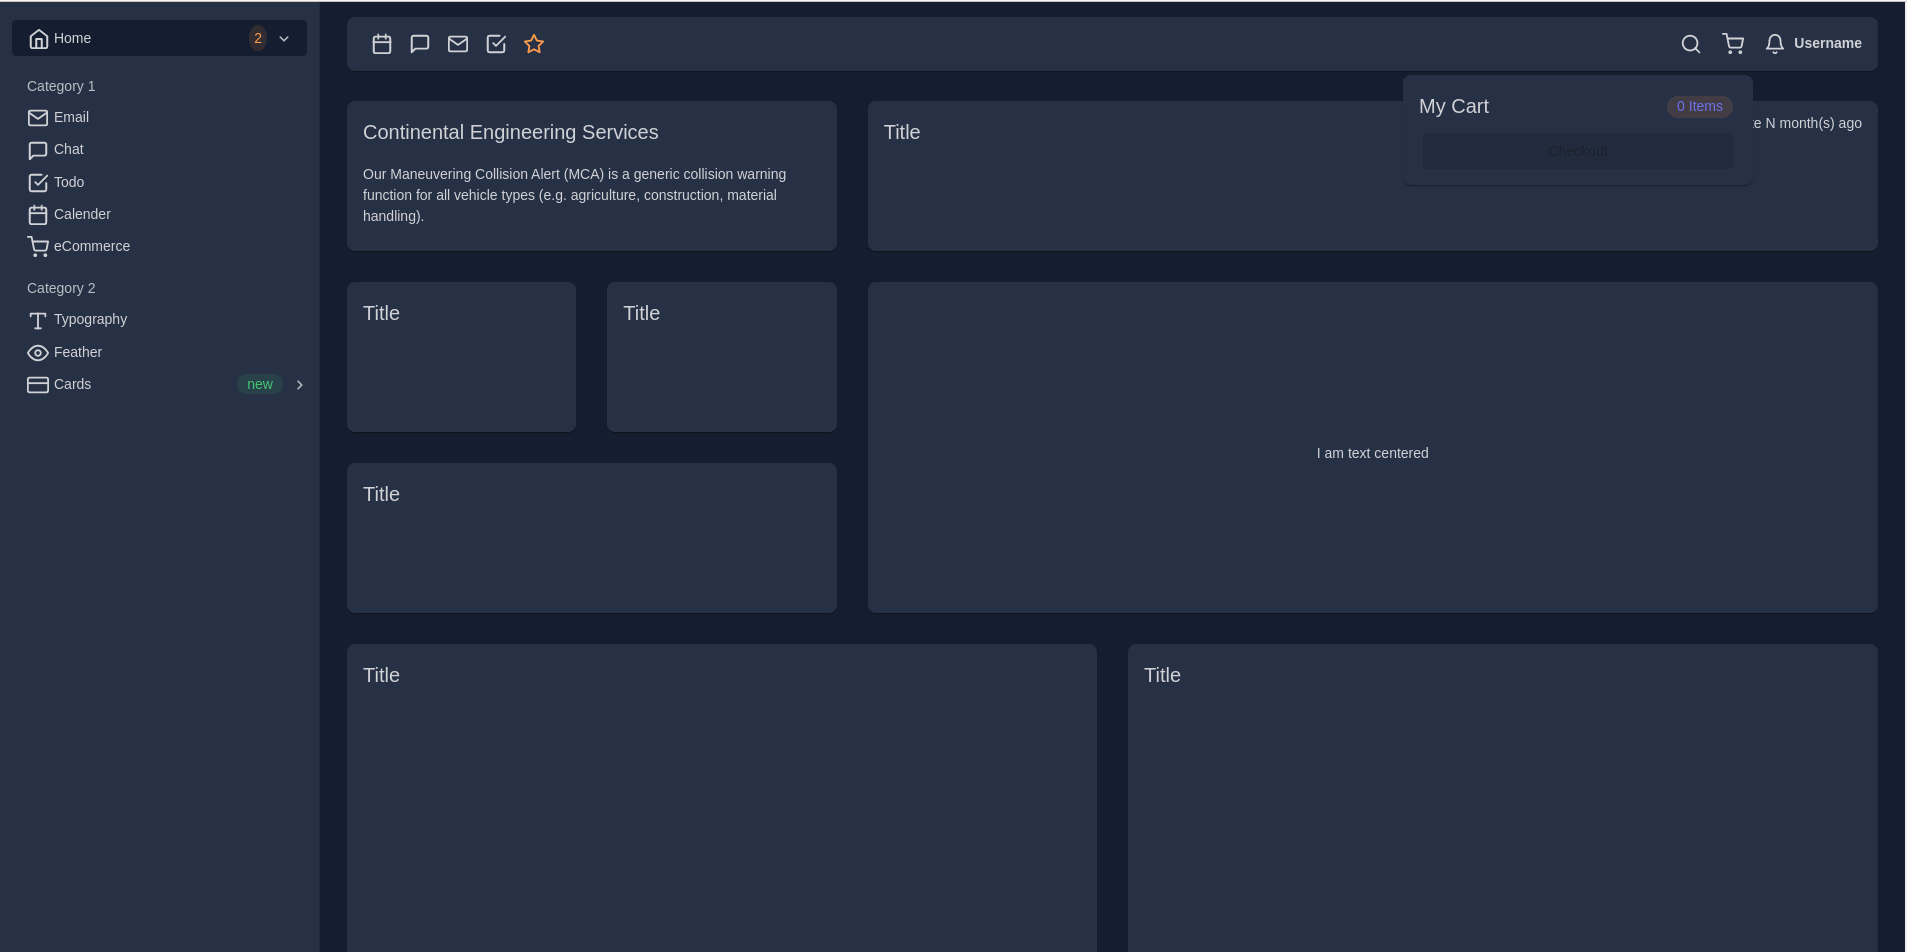 Home 2
Category 1
Email
Chat
Todo
Calender
eCommerce
Category 2
Typography
Feather
Cards new
Username
My Cart 0 Items
Checkout
Continental Engineering Services
Our Maneuvering Collision Alert (MCA) is a generic collision warning
function for all vehicle types (e.g. agriculture, construction, material
handling).
Title
N month(s) ago
Title
Title
I am text centered
Title
Title
Title